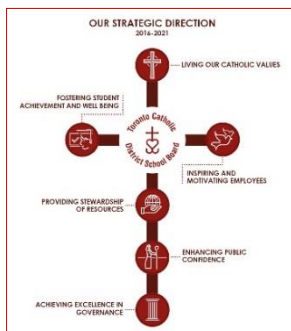 OUR STRATEGIC DIRECTION
2016-2021
LIVING OUR CATHOLIC VALUES
FOSTERING STUDENT
ACHIEVEMENT AND WELL BEING
Toronto Catholic
District School Board
INSPIRING AND
MOTIVATING EMPLOYEES
PROVIDING STEWARDSHIP
OF RESOURCES
ENHANCING PUBLIC
CONFIDENCE
ACHIEVING EXCELLENCE IN
GOVERNANCE